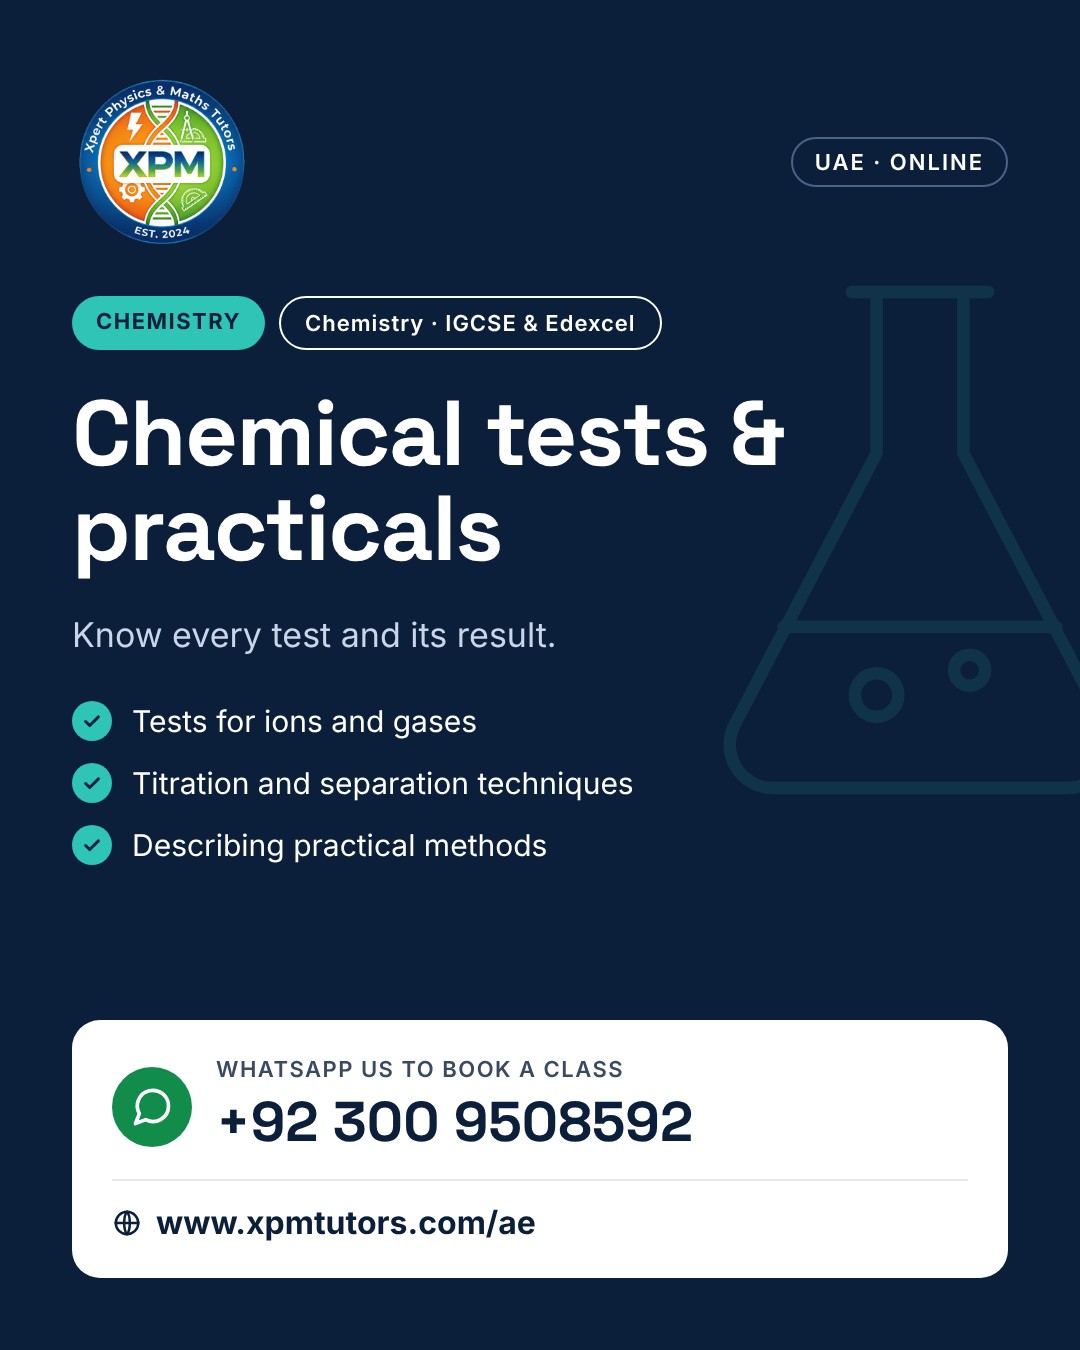 Xpert Physics & Maths Tutors
XPM
EST. 2024
UAE · ONLINE
CHEMISTRY
Chemistry · IGCSE & Edexcel
Chemical tests &
practicals
Know every test and its result.
Tests for ions and gases
Titration and separation techniques
Describing practical methods
WHATSAPP US TO BOOK A CLASS
+92 300 9508592
www.xpmtutors.com/ae